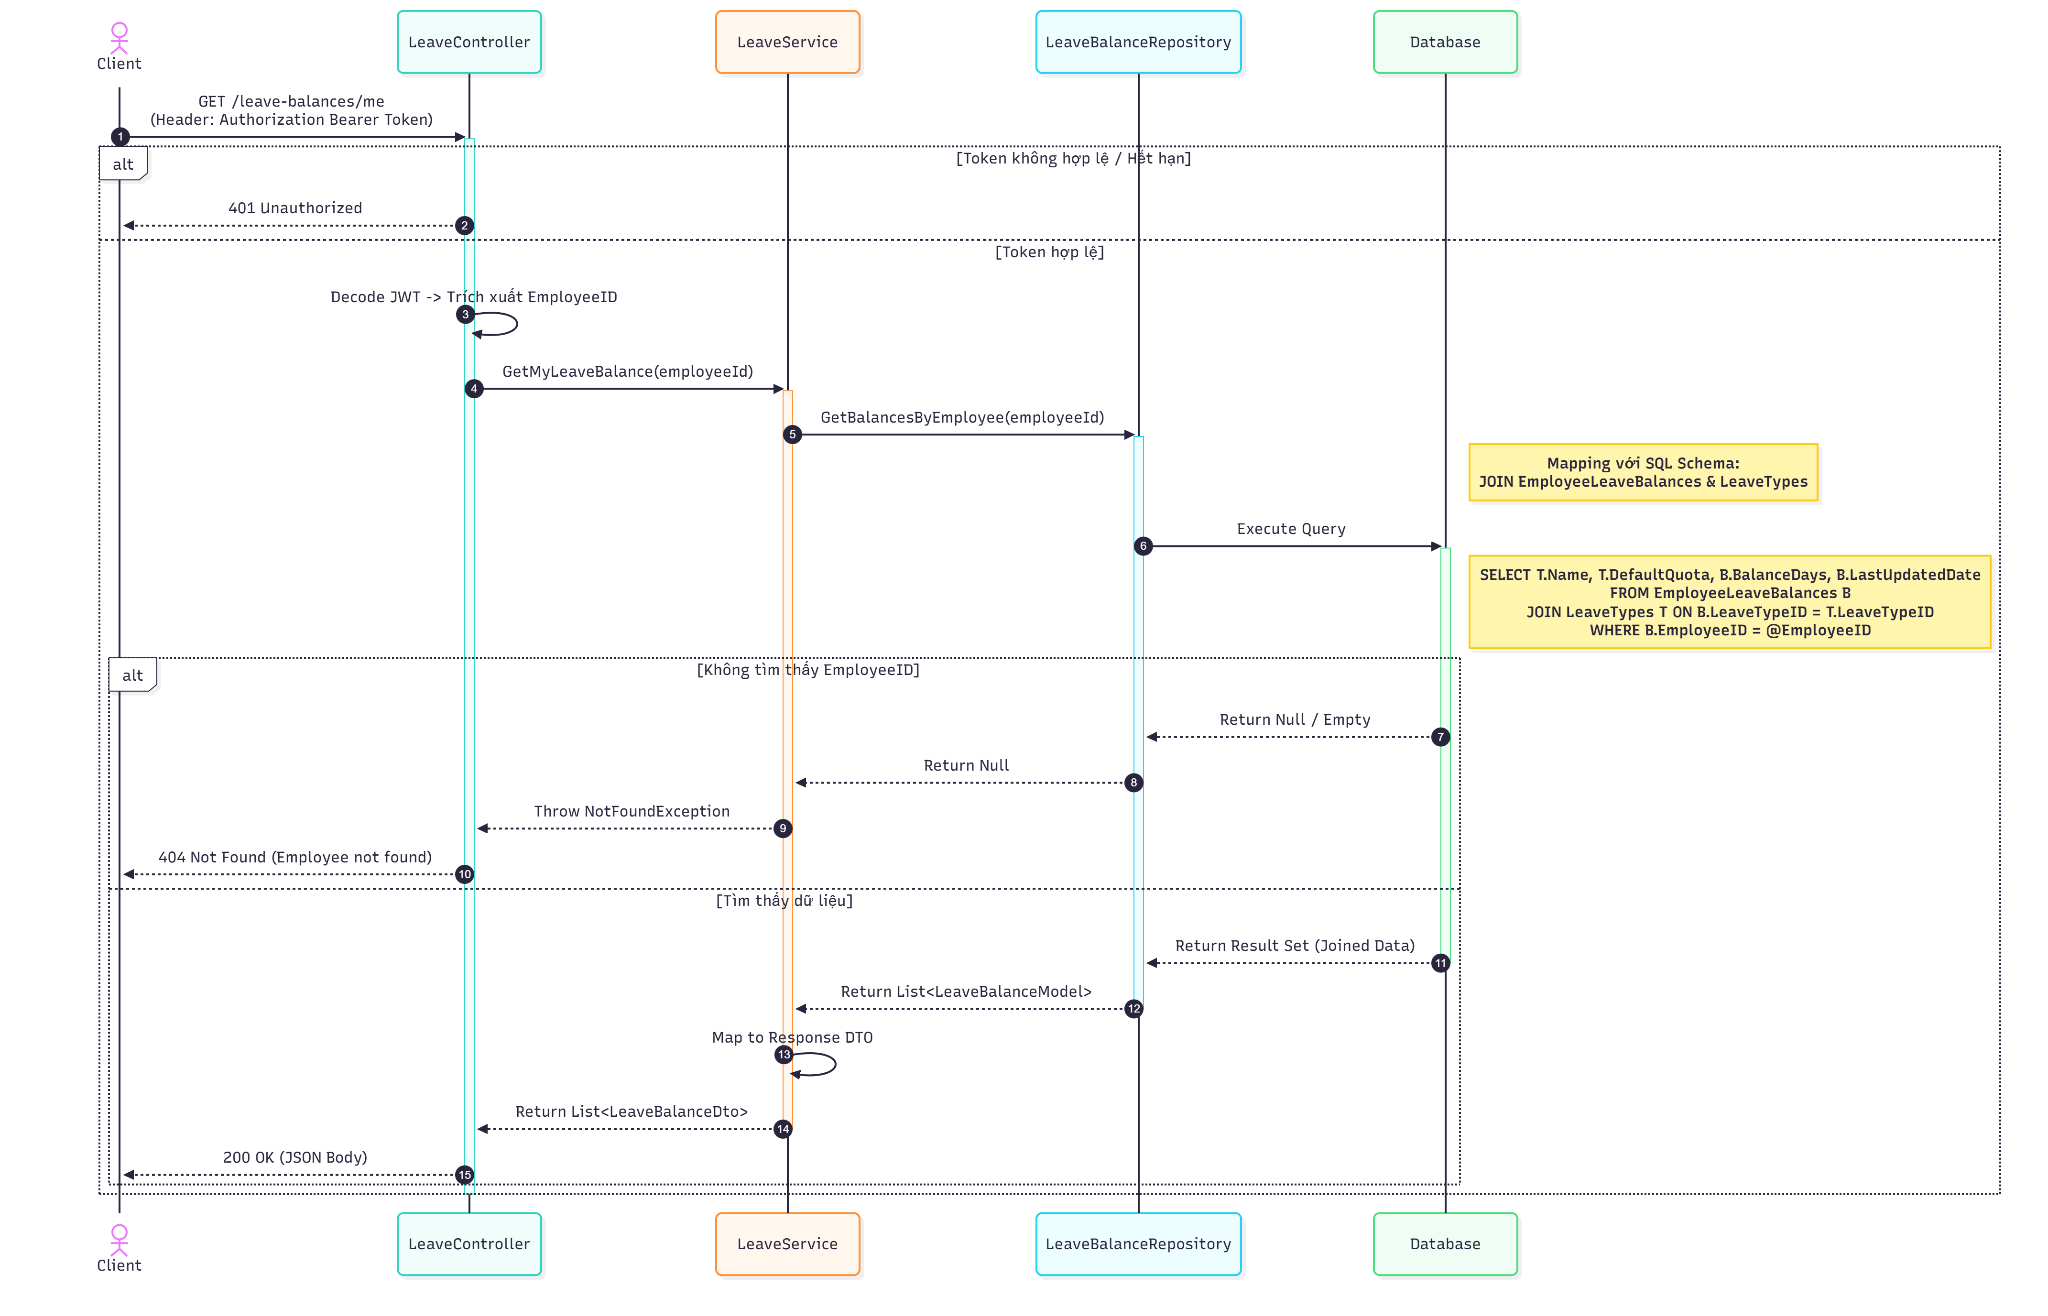 Client
LeaveController
LeaveService
LeaveBalanceRepository
Database
GET /leave-balances/me
(Header: Authorization Bearer Token)
1
alt
[Token không hợp lệ / Hết hạn]
401 Unauthorized
2
[Token hợp lệ]
Decode JWT -> Trích xuất EmployeeID
3
GetMyLeaveBalance(employeeId)
4
GetBalancesByEmployee(employeeId)
5
Mapping với SQL Schema:
JOIN EmployeeLeaveBalances & LeaveTypes
Execute Query
6
SELECT T.Name, T.DefaultQuota, B.BalanceDays, B.LastUpdatedDate
FROM EmployeeLeaveBalances B
JOIN LeaveTypes T ON B.LeaveTypeID = T.LeaveTypeID
WHERE B.EmployeeID = @EmployeeID
alt
[Không tìm thấy EmployeeID]
Return Null / Empty
7
Return Null
8
Throw NotFoundException
9
404 Not Found (Employee not found)
10
[Tìm thấy dữ liệu]
Return Result Set (Joined Data)
11
Return List<LeaveBalanceModel>
12
Map to Response DTO
13
Return List<LeaveBalanceDto>
14
200 OK (JSON Body)
15
Client
LeaveController
LeaveService
LeaveBalanceRepository
Database